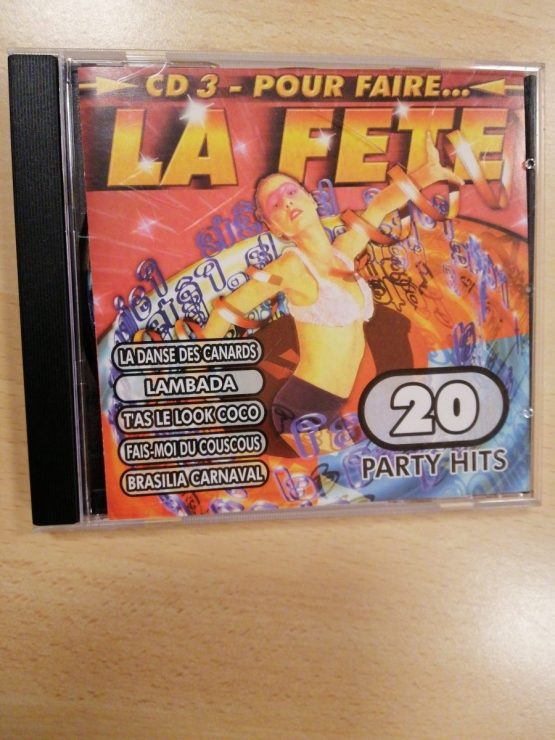 CD 3 - POUR FAIRE...
LA FETE
LA DANSE DES CANARDS
LAMBADA
T'AS LE LOOK COCO
FAIS-MOI DU COUSCOUS
BRASILIA CARNAVAL
20
PARTY HITS